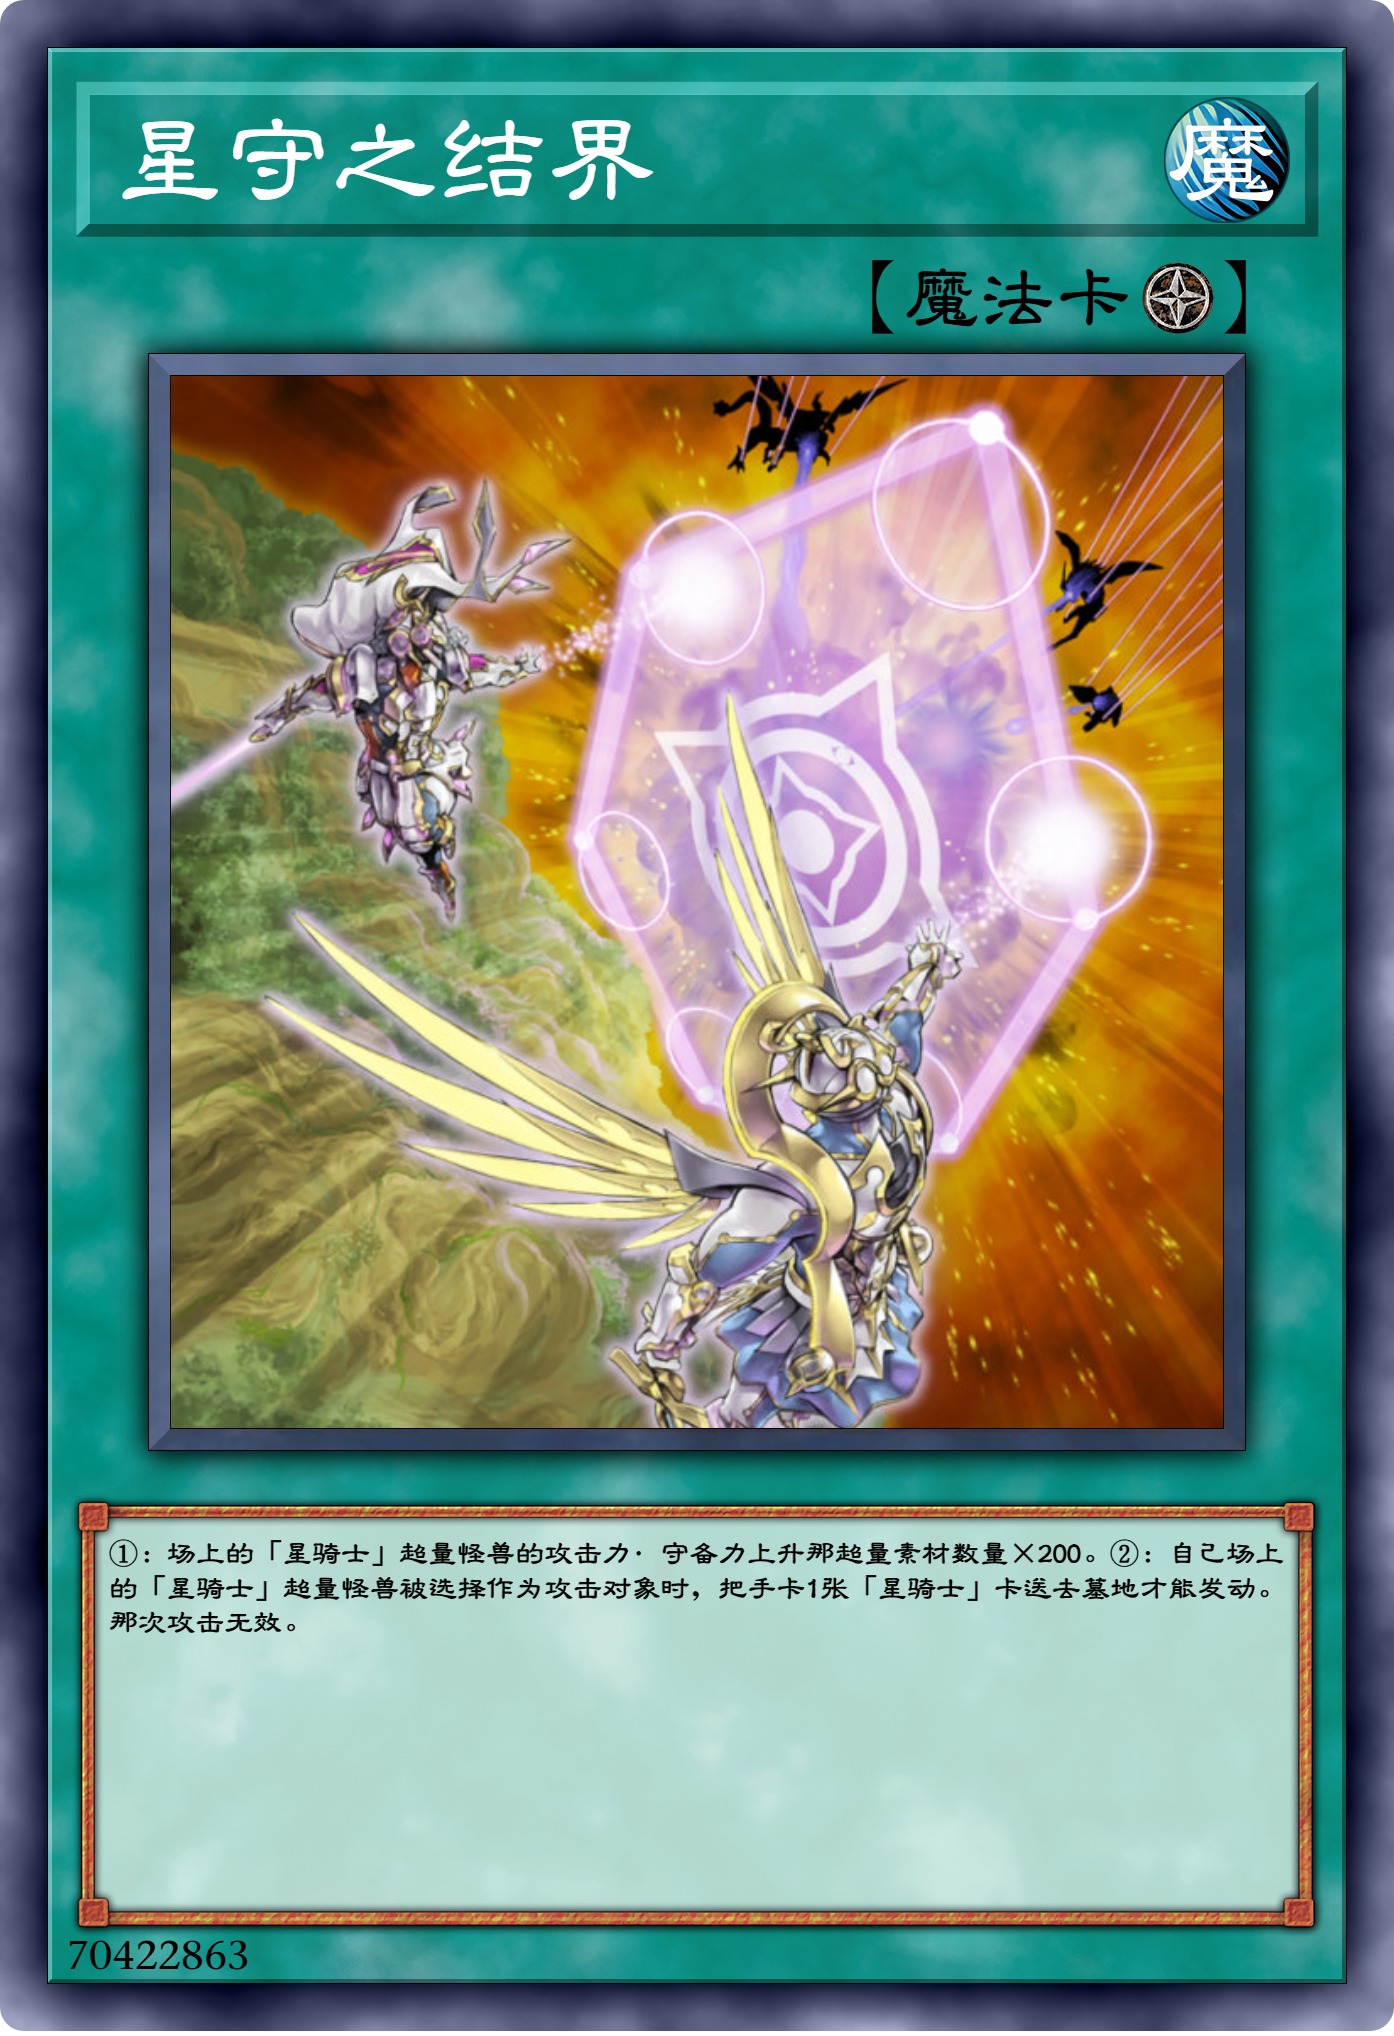 星守之结界
魔
【魔法卡】
①：场上的「星骑士」超量怪兽的攻击力·守备力上升那超量素材数量×200。②：自己场上
的「星骑士」超量怪兽被选择作为攻击对象时，把手卡1张「星骑士」卡送去墓地才能发动。
那次攻击无效。
70422863